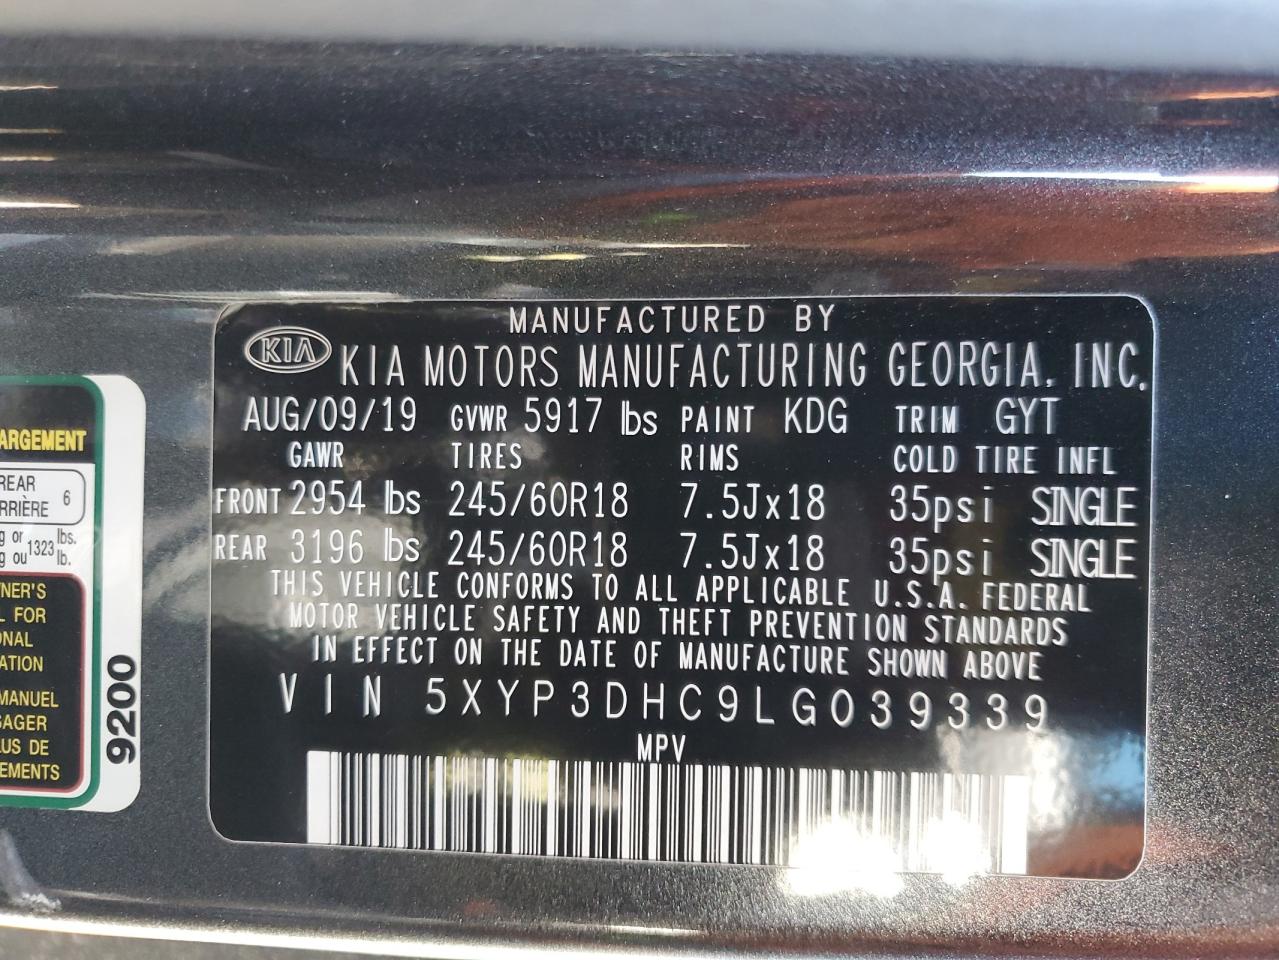 MANUFACTURED BY
KIA KIA MOTORS MANUFACTURING GEORGIA, INC.
AUG/09/19 GVWR 5917 lbs PAINT KDG TRIM GYT
GAWR TIRES RIMS COLD TIRE INFL
FRONT 2954 lbs 245/60R18 7.5Jx18 35psi SINGLE
REAR 3196 lbs 245/60R18 7.5Jx18 35psi SINGLE
THIS VEHICLE CONFORMS TO ALL APPLICABLE U.S.A. FEDERAL
MOTOR VEHICLE SAFETY AND THEFT PREVENTION STANDARDS
IN EFFECT ON THE DATE OF MANUFACTURE SHOWN ABOVE
VIN 5XYP3DHC9LG039339
MPV
ARGEMENT
REAR 6
RRIÈRE
g or 1323 lbs.
g ou lb.
NER'S
L FOR
ONAL
ATION
MANUEL
SAGER
LUS DE
EMENTS
9200